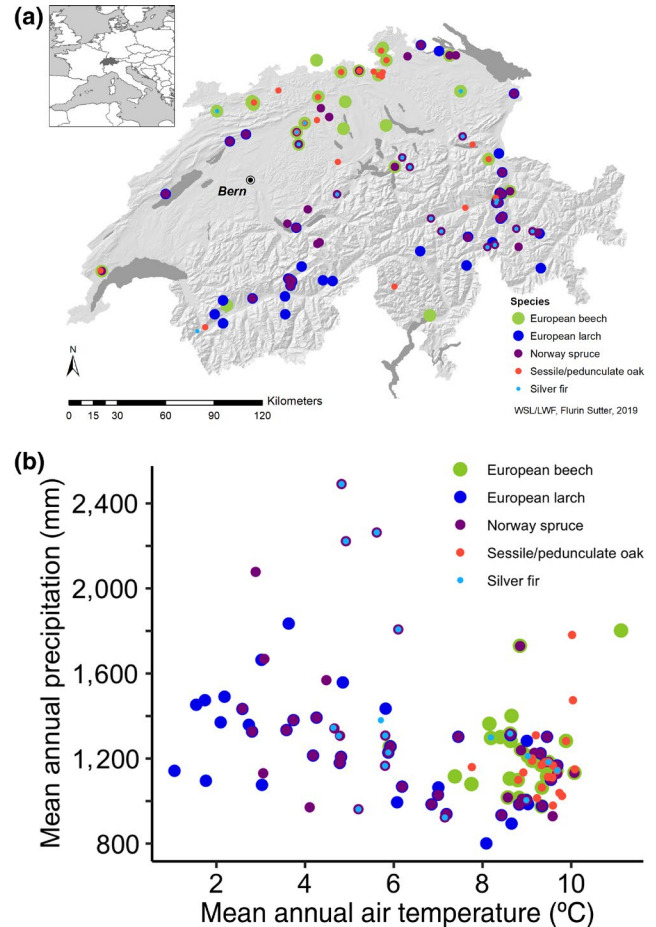 (a)
Bern
N
Kilometers
0 15 30 60 90 120
Species
European beech
European larch
Norway spruce
Sessile/pedunculate oak
Silver fir
WSL/LWF, Flurin Sutter, 2019
(b)
European beech
European larch
Norway spruce
Sessile/pedunculate oak
Silver fir
Mean annual precipitation (mm)
2,400
2,000
1,600
1,200
800
2 4 6 8 10
Mean annual air temperature (ºC)